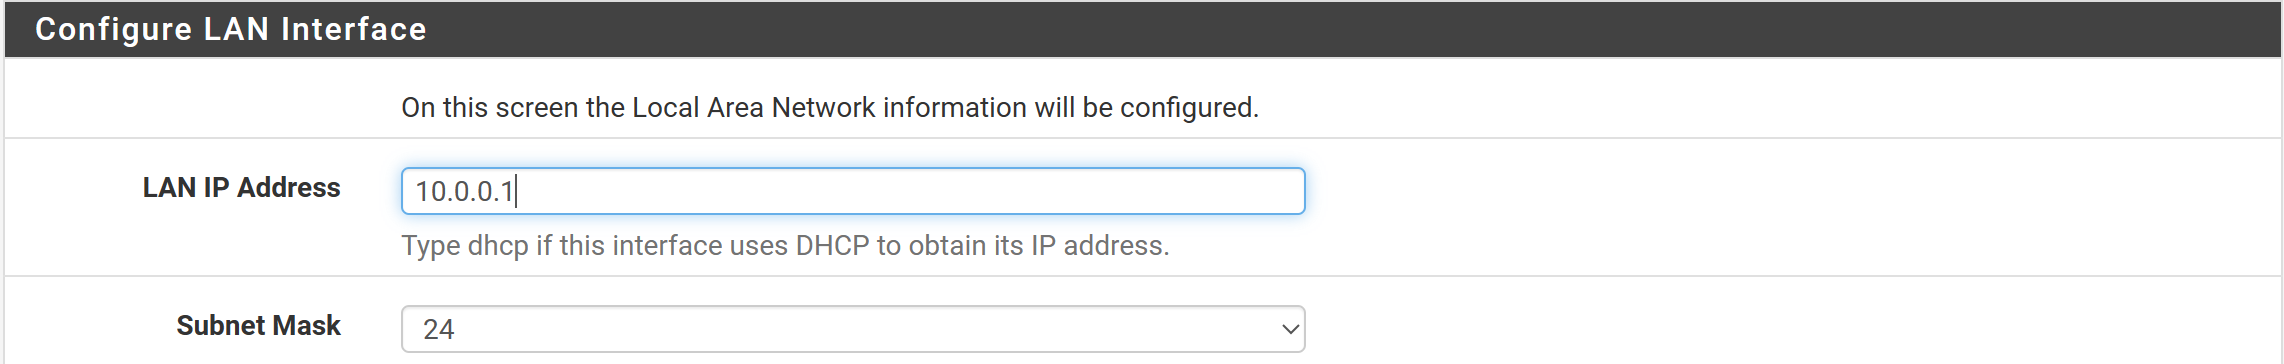 Configure LAN Interface
On this screen the Local Area Network information will be configured.
LAN IP Address
10.0.0.1
Type dhcp if this interface uses DHCP to obtain its IP address.
Subnet Mask
24